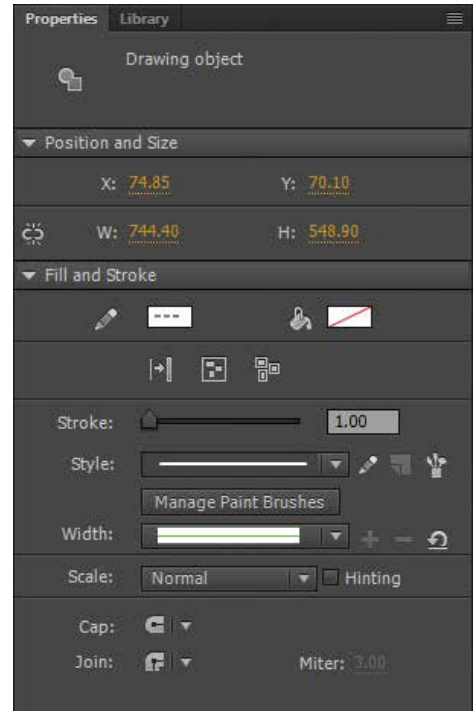 Properties Library
Drawing object
Position and Size
X: 74.85 Y: 70.10
W: 744.40 H: 548.90
Fill and Stroke
Stroke: 1.00
Style:
Manage Paint Brushes
Width:
Scale: Normal Hinting
Cap:
Join: Miter: 3.00